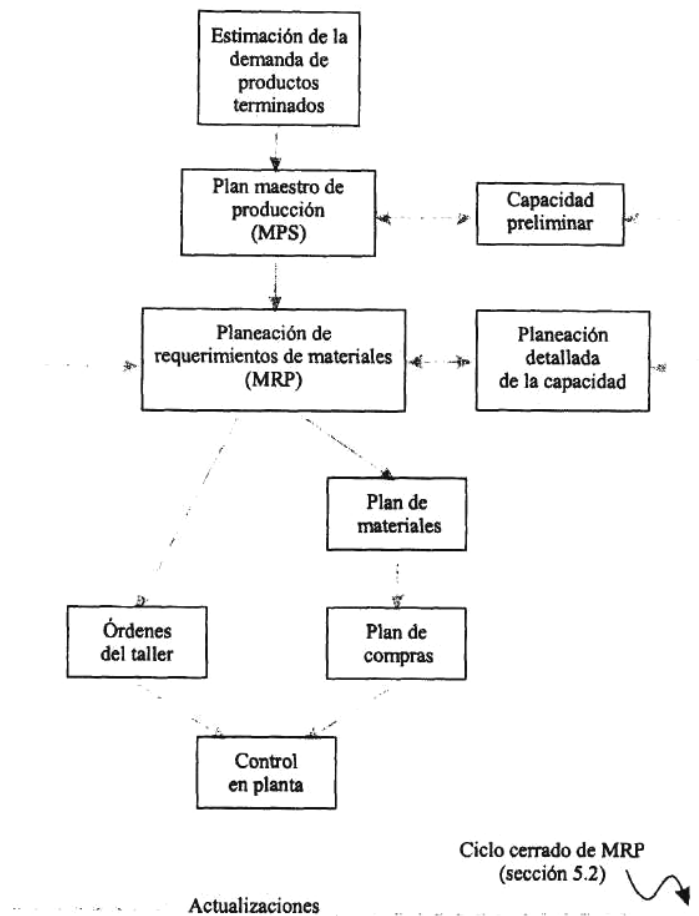 Estimación de la
demanda de
productos
terminados
Plan maestro de
producción
(MPS)
Capacidad
preliminar
Planeación de
requerimientos de materiales
(MRP)
Planeación
detallada
de la capacidad
Plan de
materiales
Órdenes
del taller
Plan de
compras
Control
en planta
Ciclo cerrado de MRP
(sección 5.2)
Actualizaciones